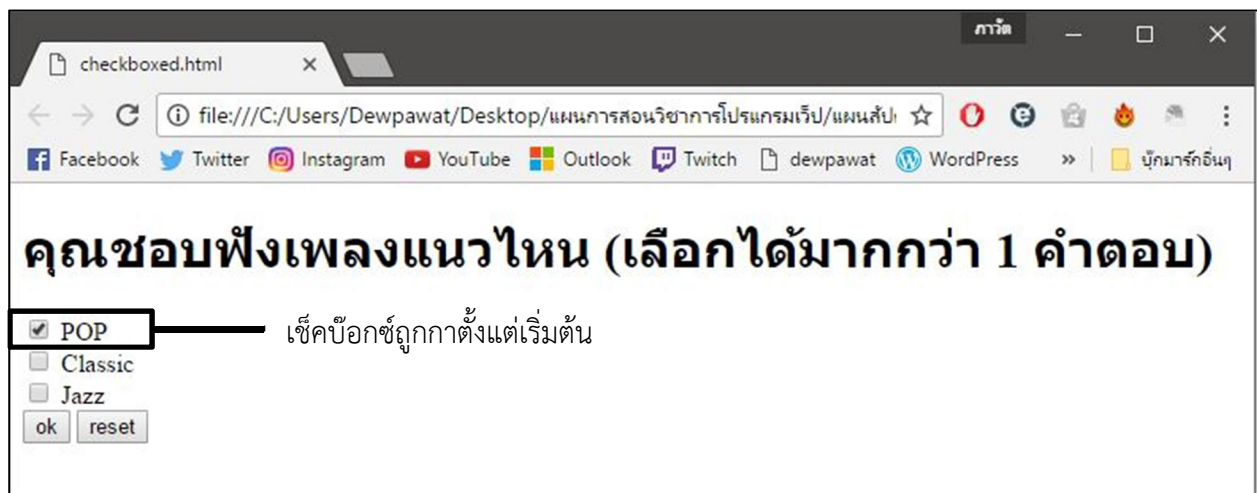 ภาวัต
checkboxed.html
file:///C:/Users/Dewpawat/Desktop/แผนการสอนวิชาการโปรแกรมเว็ป/แผนสัป
Facebook Twitter Instagram YouTube Outlook Twitch dewpawat WordPress » บุ๊กมาร์กอื่นๆ
คุณชอบฟังเพลงแนวไหน (เลือกได้มากกว่า 1 คำตอบ)
POP เช็คบ๊อกซ์ถูกกาตั้งแต่เริ่มต้น
Classic
Jazz
ok reset